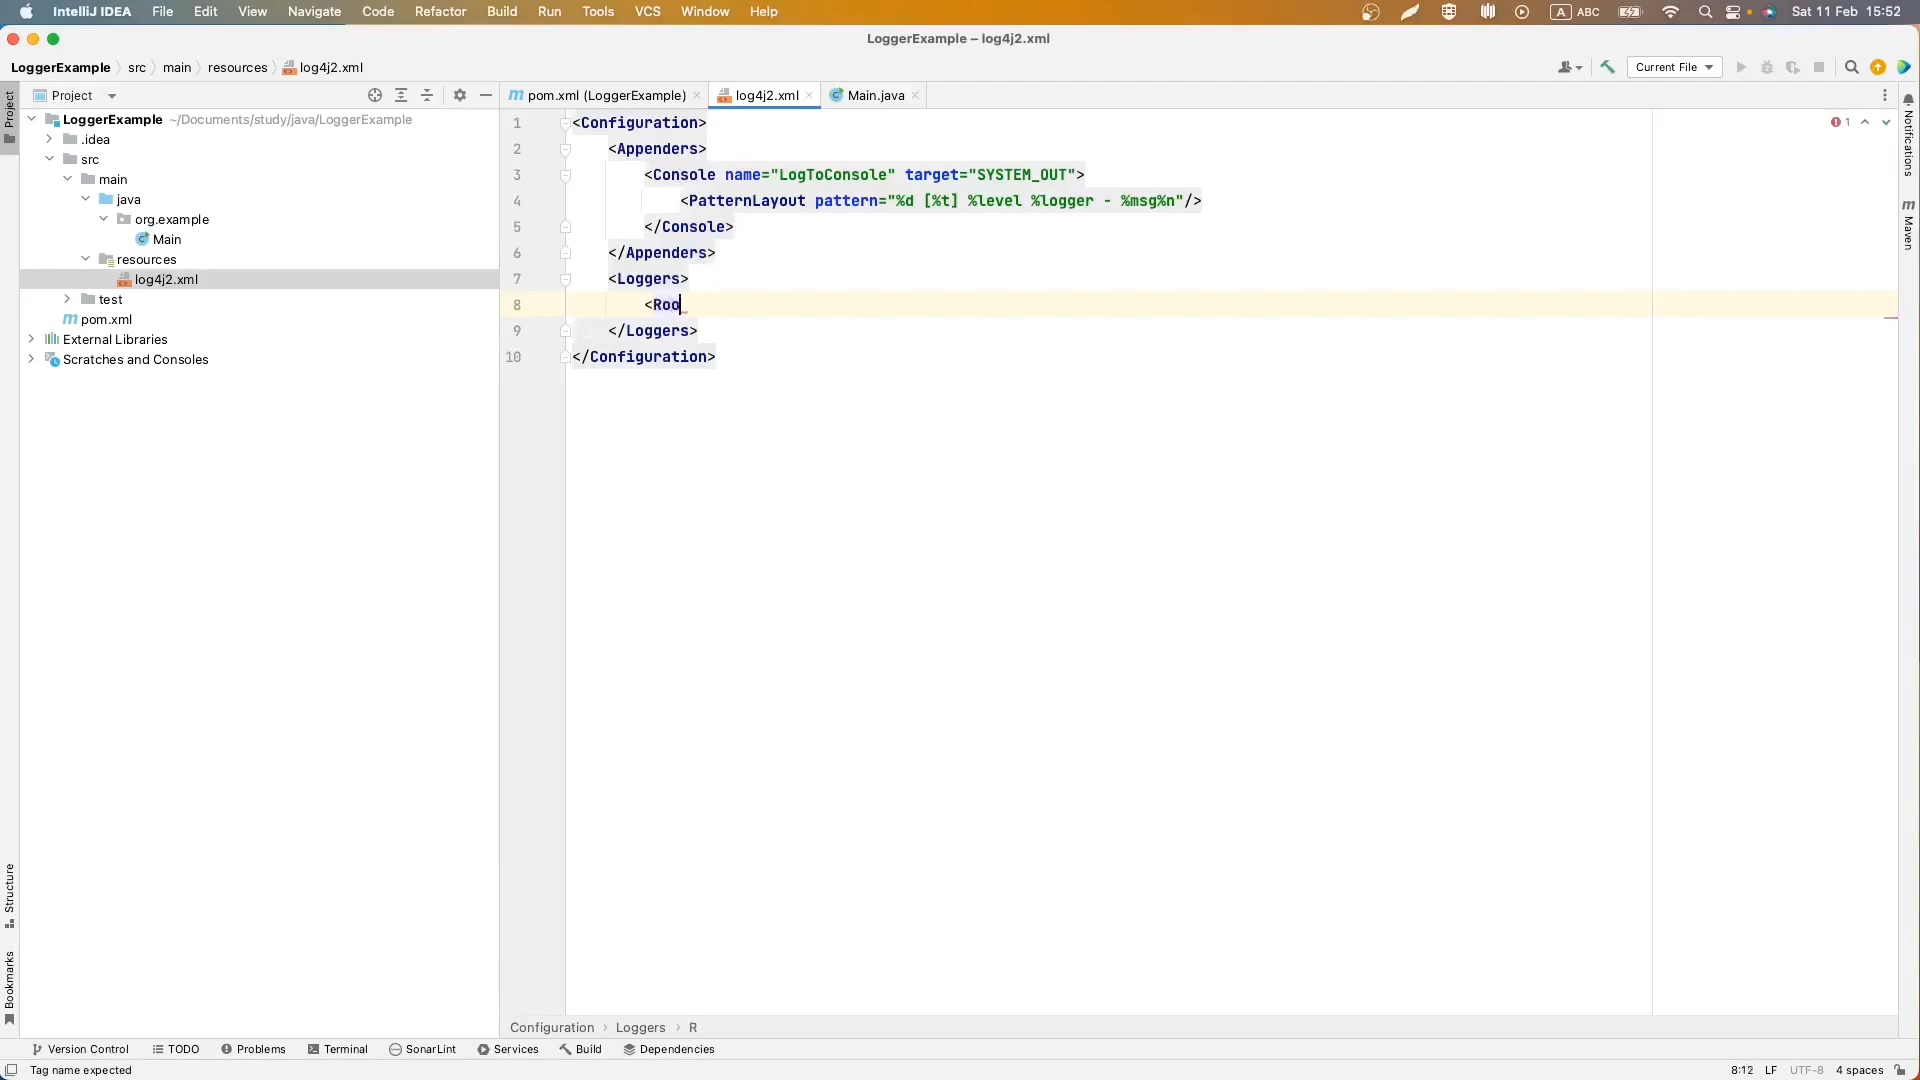 IntelliJ IDEA File Edit View Navigate Code Refactor Build Run Tools VCS Window Help A ABC Sat 11 Feb 15:52
LoggerExample – log4j2.xml
LoggerExample src main resources log4j2.xml Current File
Project
pom.xml (LoggerExample) log4j2.xml Main.java
LoggerExample ~/Documents/study/java/LoggerExample
.idea
src
main
java
org.example
Main
resources
log4j2.xml
test
pom.xml
External Libraries
Scratches and Consoles
1 <Configuration>
2 <Appenders>
3 <Console name="LogToConsole" target="SYSTEM_OUT">
4 <PatternLayout pattern="%d [%t] %level %logger - %msg%n"/>
5 </Console>
6 </Appenders>
7 <Loggers>
8 <Roo
9 </Loggers>
10 </Configuration>
1
Project
Structure
Bookmarks
Notifications
Maven
Configuration Loggers R
Version Control TODO Problems Terminal SonarLint Services Build Dependencies
Tag name expected 8:12 LF UTF-8 4 spaces